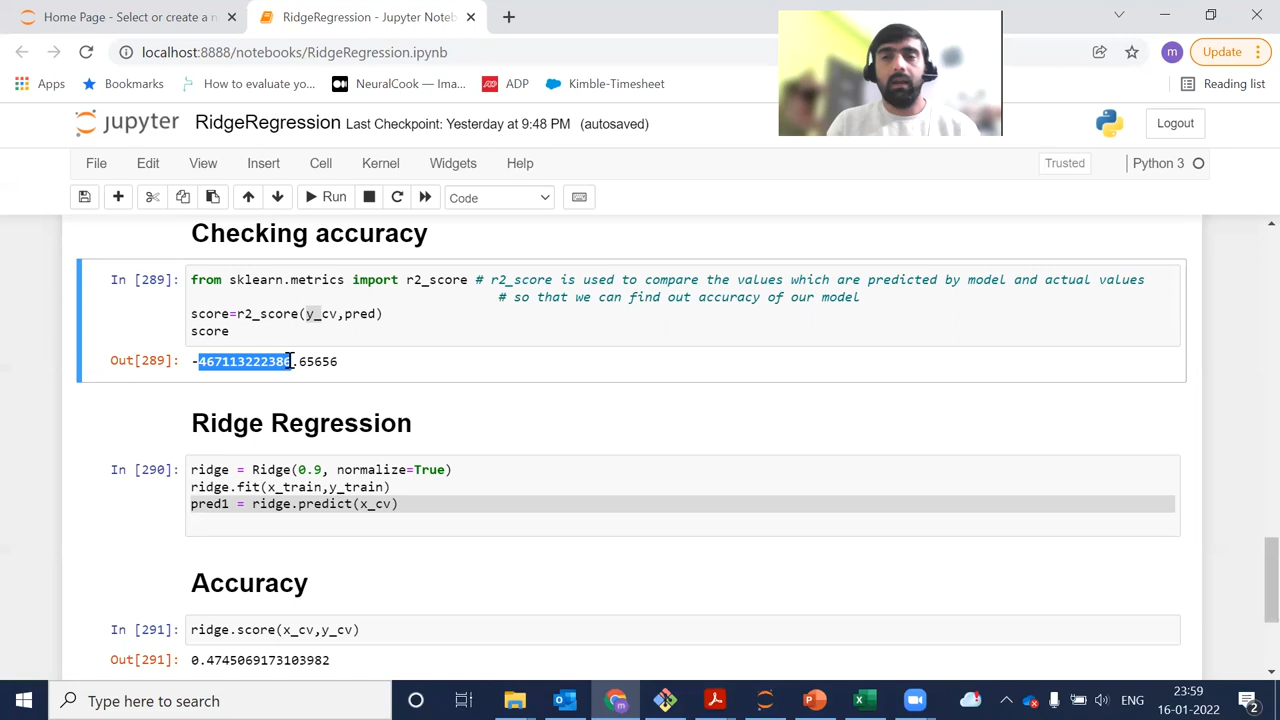 Home Page - Select or create a n
RidgeRegression - Jupyter Noteb
localhost:8888/notebooks/RidgeRegression.ipynb
m
Update
Apps
Bookmarks
How to evaluate you...
NeuralCook — Ima...
ADP
Kimble-Timesheet
Reading list
jupyter
RidgeRegression Last Checkpoint: Yesterday at 9:48 PM (autosaved)
Logout
File Edit View Insert Cell Kernel Widgets Help
Trusted
Python 3
Run
Code
Checking accuracy
In [289]: from sklearn.metrics import r2_score # r2_score is used to compare the values which are predicted by model and actual values
# so that we can find out accuracy of our model
score=r2_score(y_cv,pred)
score
Out[289]: -467113222386.65656
Ridge Regression
In [290]: ridge = Ridge(0.9, normalize=True)
ridge.fit(x_train,y_train)
pred1 = ridge.predict(x_cv)
Accuracy
In [291]: ridge.score(x_cv,y_cv)
Out[291]: 0.4745069173103982
Type here to search
ENG
23:59
16-01-2022
2